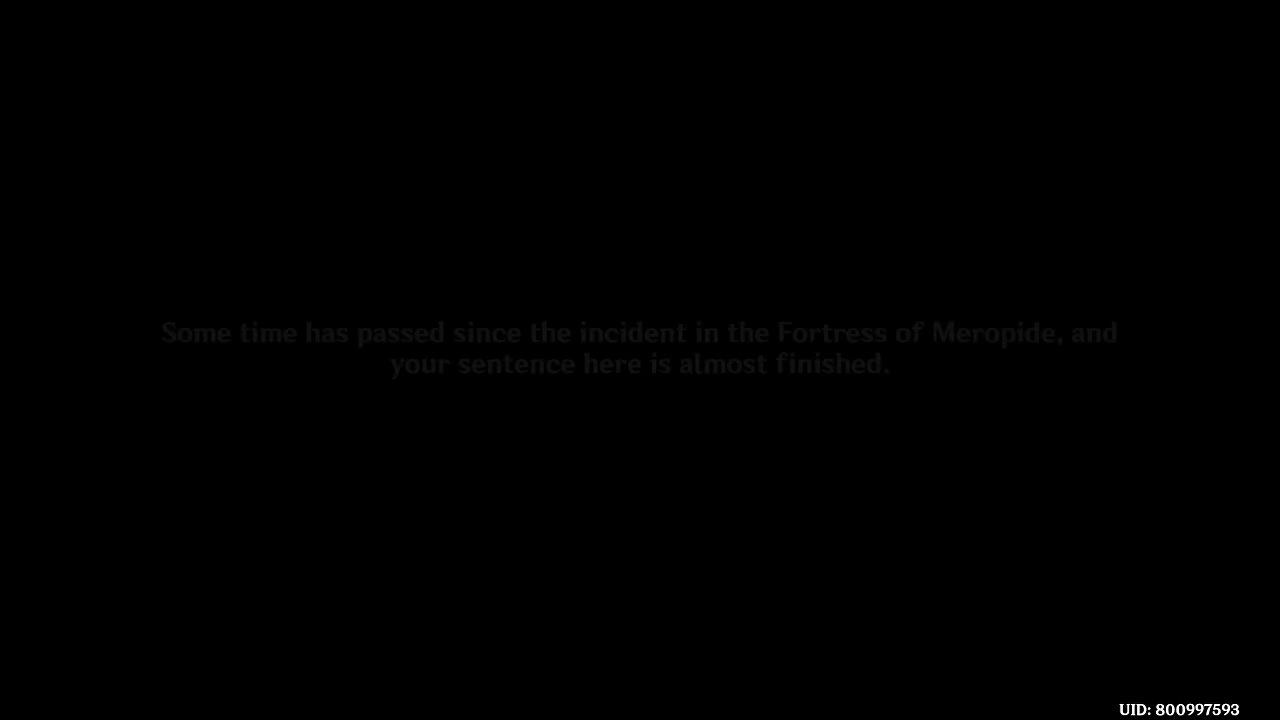 Some time has passed since the incident in the Fortress of Meropide, and
your sentence here is almost finished.
UID: 800997593